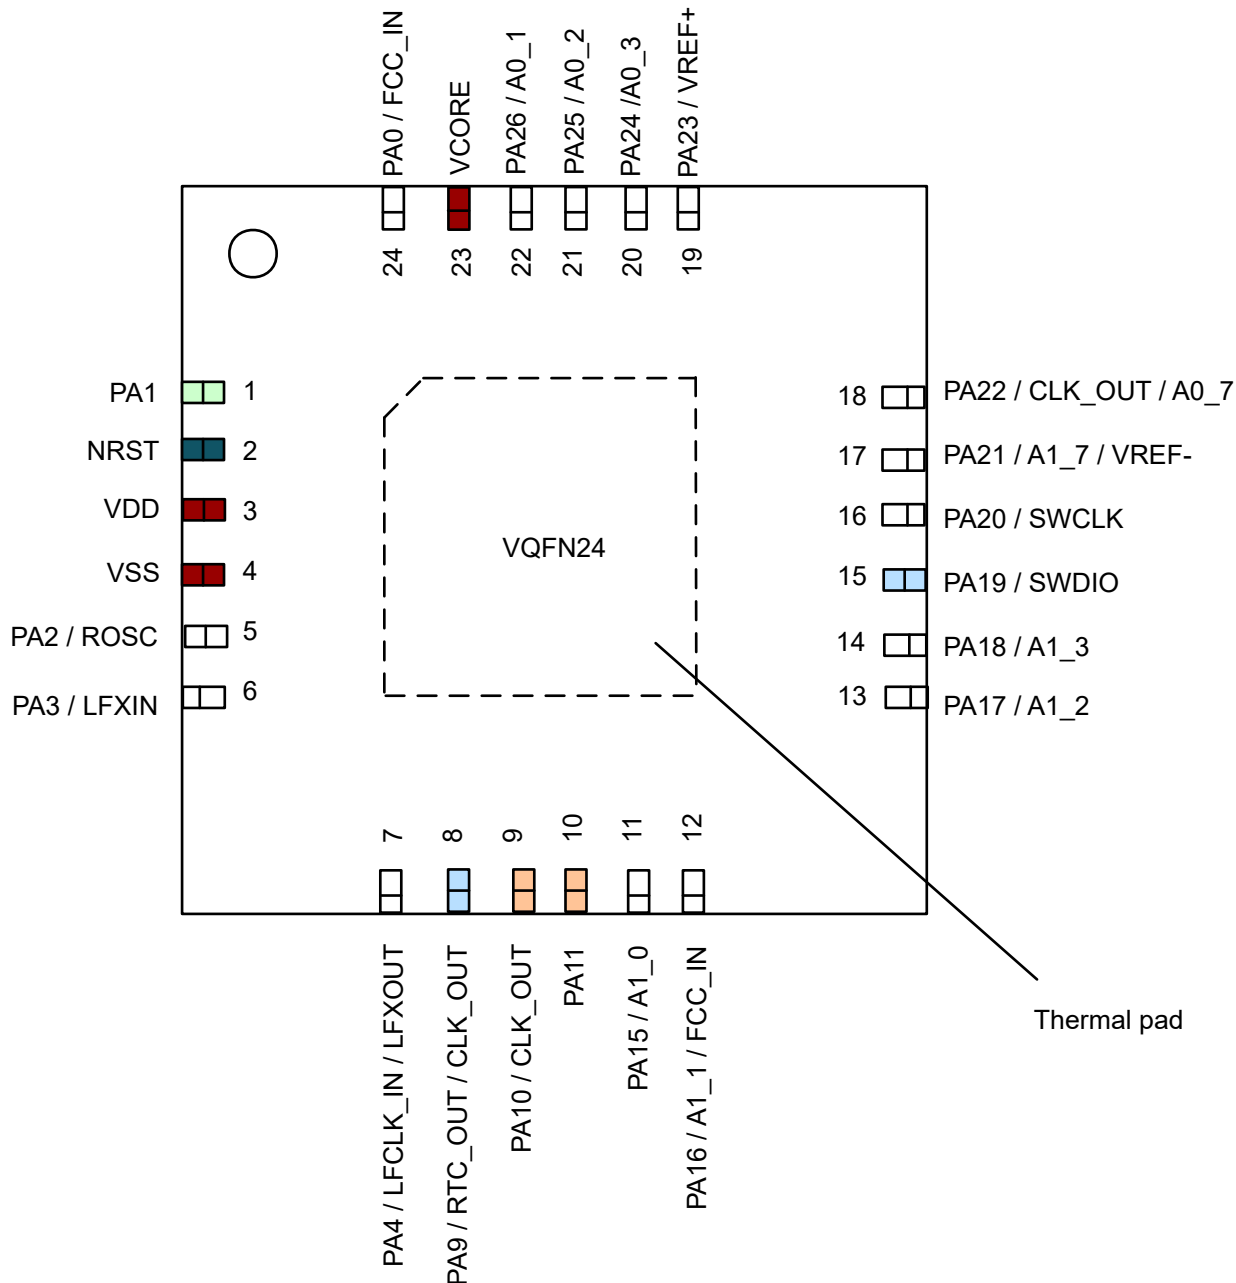 PA0 / FCC_IN
VCORE
PA26 / A0_1
PA25 / A0_2
PA24 /A0_3
PA23 / VREF+
24
23
22
21
20
19
PA1
1
NRST
2
VDD
3
VSS
4
PA2 / ROSC
5
PA3 / LFXIN
6
VQFN24
18
PA22 / CLK_OUT / A0_7
17
PA21 / A1_7 / VREF-
16
PA20 / SWCLK
15
PA19 / SWDIO
14
PA18 / A1_3
13
PA17 / A1_2
7
8
9
10
11
12
PA4 / LFCLK_IN / LFXOUT
PA9 / RTC_OUT / CLK_OUT
PA10 / CLK_OUT
PA11
PA15 / A1_0
PA16 / A1_1 / FCC_IN
Thermal pad